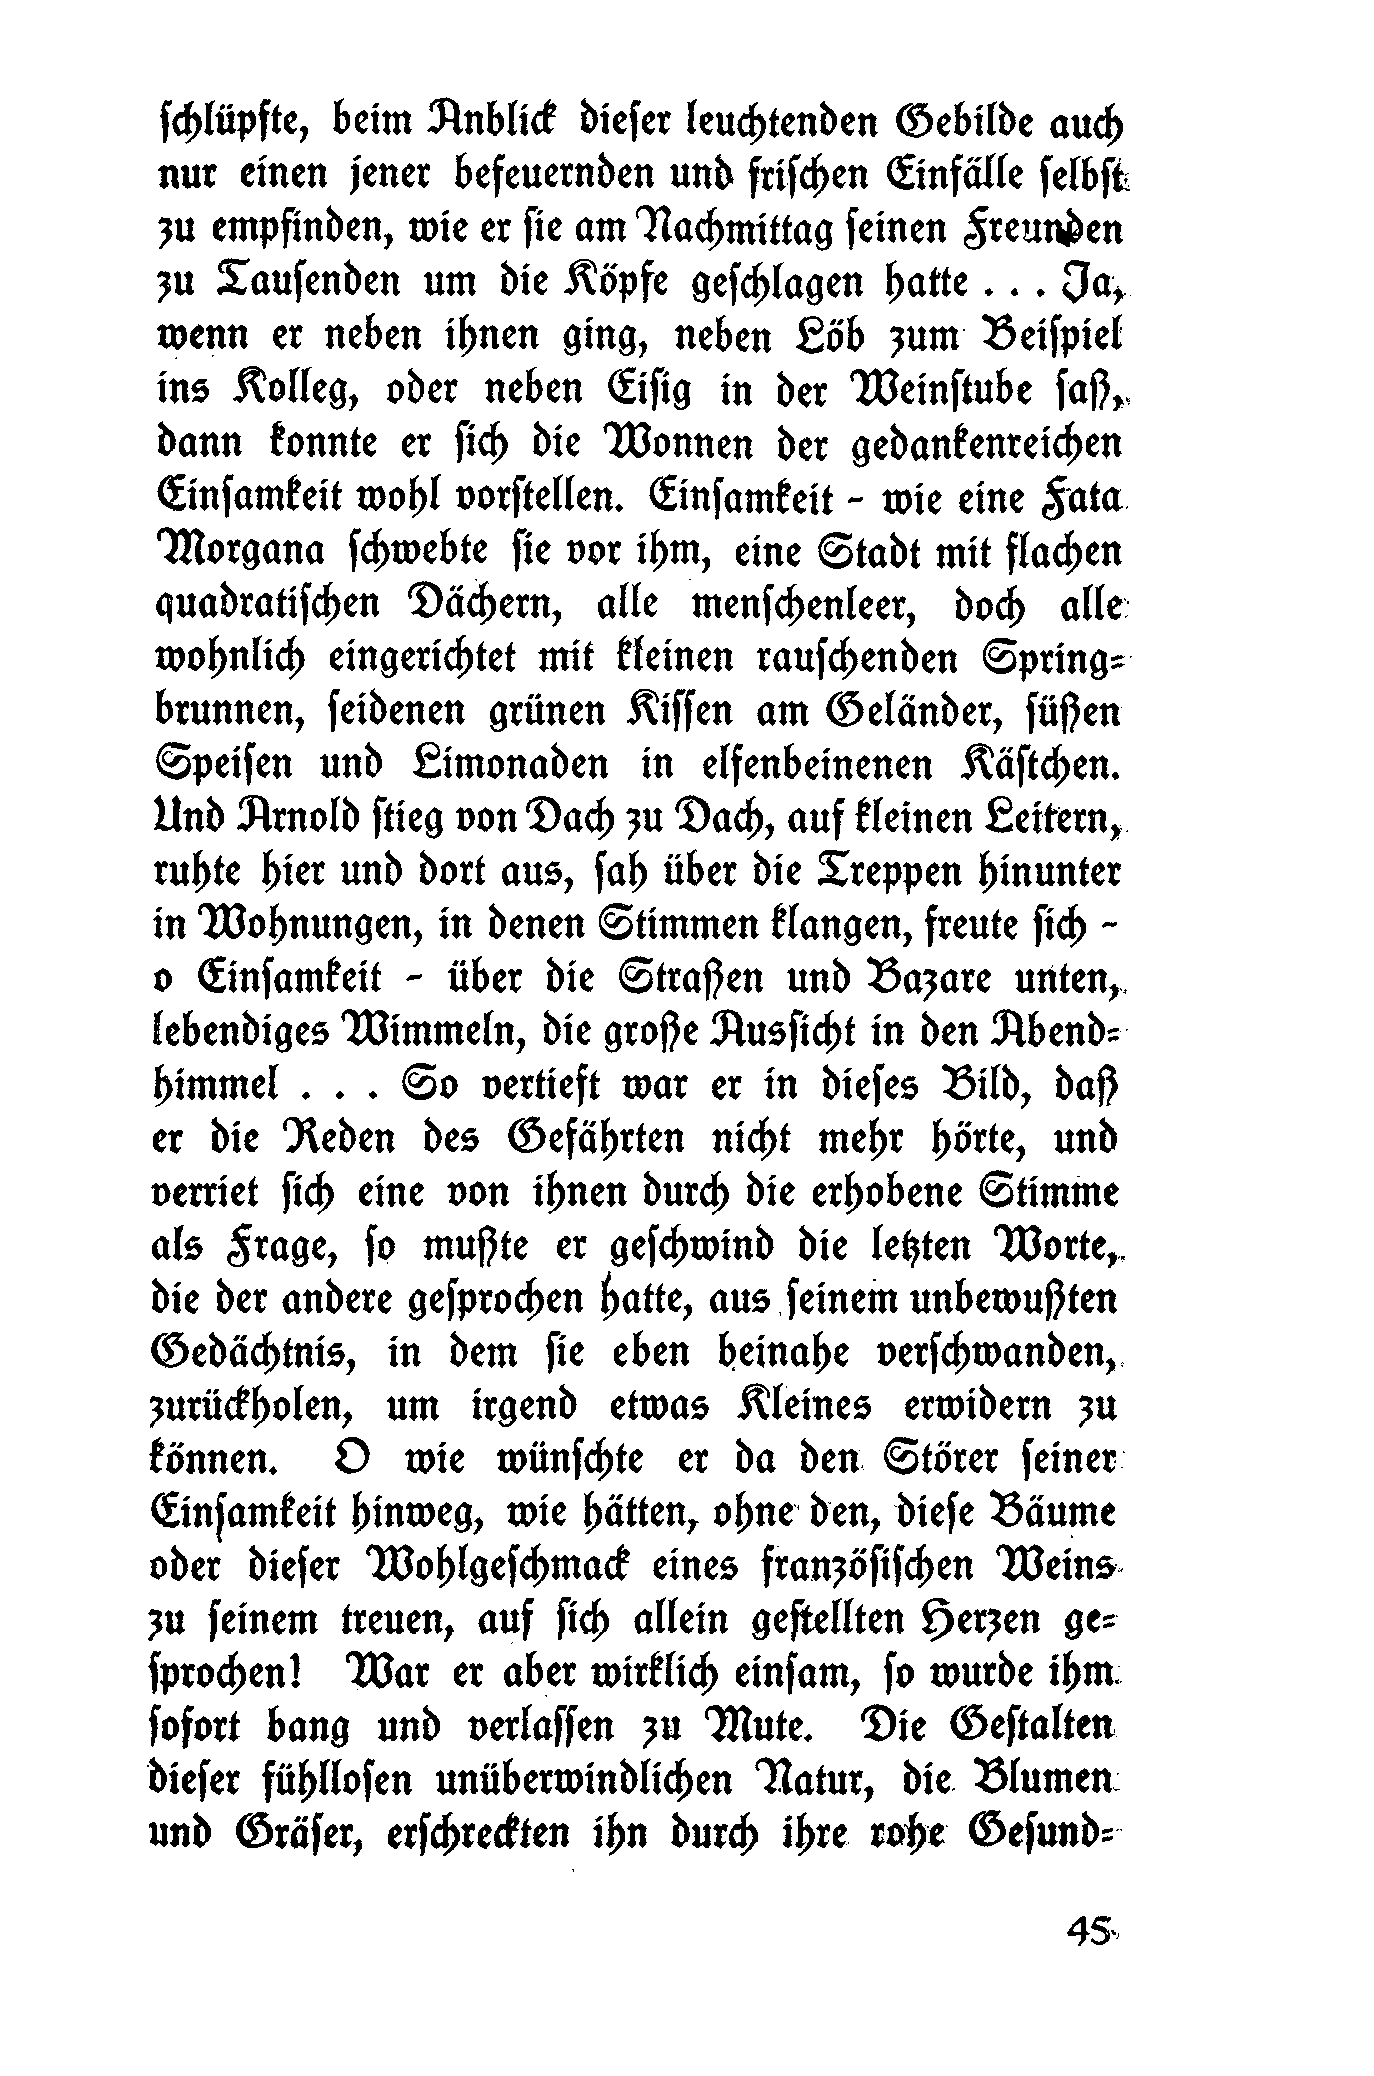 schlüpfte, beim Anblick dieser leuchtenden Gebilde auch
nur einen jener befeuernden und frischen Einfälle selbst
zu empfinden, wie er sie am Nachmittag seinen Freunden
zu Tausenden um die Köpfe geschlagen hatte . . . Ja,
wenn er neben ihnen ging, neben Löb zum Beispiel
ins Kolleg, oder neben Eisig in der Weinstube saß,
dann konnte er sich die Wonnen der gedankenreichen
Einsamkeit wohl vorstellen. Einsamkeit - wie eine Fata
Morgana schwebte sie vor ihm, eine Stadt mit flachen
quadratischen Dächern, alle menschenleer, doch alle
wohnlich eingerichtet mit kleinen rauschenden Spring-
brunnen, seidenen grünen Kissen am Geländer, süßen
Speisen und Limonaden in elfenbeinenen Kästchen.
Und Arnold stieg von Dach zu Dach, auf kleinen Leitern,
ruhte hier und dort aus, sah über die Treppen hinunter
in Wohnungen, in denen Stimmen klangen, freute sich -
o Einsamkeit - über die Straßen und Bazare unten,
lebendiges Wimmeln, die große Aussicht in den Abend-
himmel . . . So vertieft war er in dieses Bild, daß
er die Reden des Gefährten nicht mehr hörte, und
verriet sich eine von ihnen durch die erhobene Stimme
als Frage, so mußte er geschwind die letzten Worte,
die der andere gesprochen hatte, aus seinem unbewußten
Gedächtnis, in dem sie eben beinahe verschwanden,
zurückholen, um irgend etwas Kleines erwidern zu
können. O wie wünschte er da den Störer seiner
Einsamkeit hinweg, wie hätten, ohne den, diese Bäume
oder dieser Wohlgeschmack eines französischen Weins
zu seinem treuen, auf sich allein gestellten Herzen ge-
sprochen! War er aber wirklich einsam, so wurde ihm
sofort bang und verlassen zu Mute. Die Gestalten
dieser fühllosen unüberwindlichen Natur, die Blumen
und Gräser, erschreckten ihn durch ihre rohe Gesund-
45